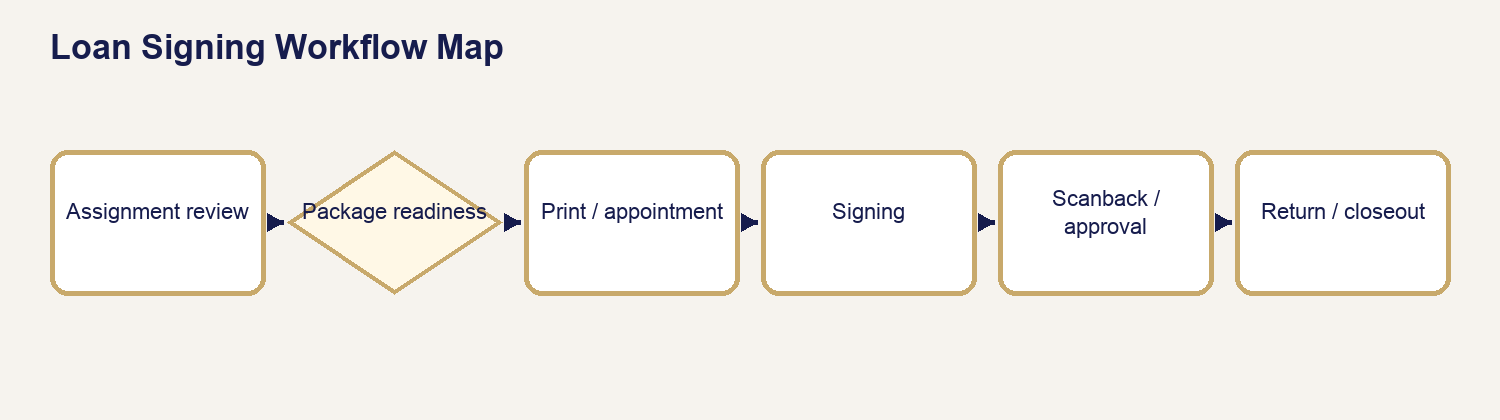 Loan Signing Workflow Map
Assignment review
Package readiness
Print / appointment
Signing
Scanback /
approval
Return / closeout